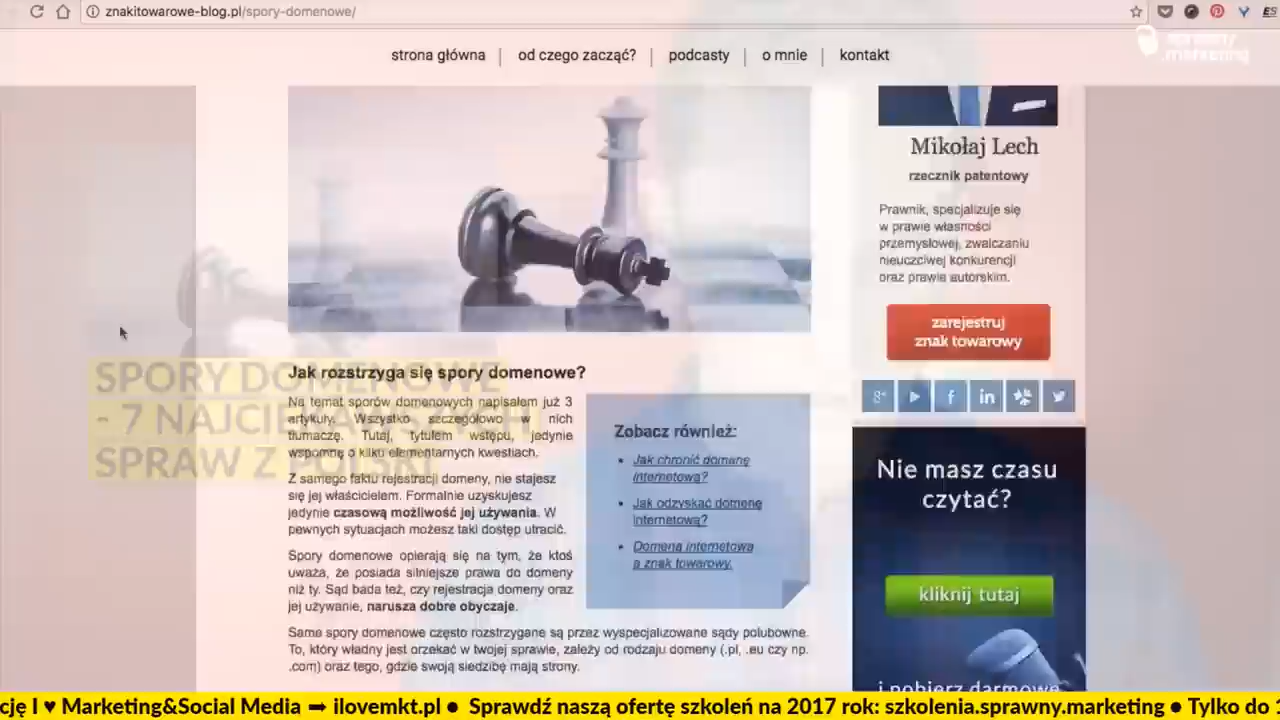 znakitowarowe-blog.pl/spory-domenowe/
strona główna | od czego zacząć? | podcasty | o mnie | kontakt
sprawny
.marketing
Mikołaj Lech
rzecznik patentowy
Prawnik, specjalizuje się
w prawie własności
przemysłowej, zwalczaniu
nieuczciwej konkurencji
oraz prawie autorskim.
zarejestruj
znak towarowy
SPORY DOMENOWE
- 7 NAJCIEKAWSZYCH
SPRAW Z POLSKI
Jak rozstrzyga się spory domenowe?
Na temat sporów domenowych napisałem już 3
artykuły. Wszystko szczegółowo w nich
tłumaczę. Tutaj, tytułem wstępu, jedynie
wspomnę o kilku elementarnych kwestiach.
Z samego faktu rejestracji domeny, nie stajesz
się jej właścicielem. Formalnie uzyskujesz
jedynie czasową możliwość jej używania. W
pewnych sytuacjach możesz taki dostęp utracić.
Spory domenowe opierają się na tym, że ktoś
uważa, że posiada silniejsze prawa do domeny
niż ty. Sąd bada też, czy rejestracja domeny oraz
jej używanie, narusza dobre obyczaje.
Same spory domenowe często rozstrzygane są przez wyspecjalizowane sądy polubowne.
To, który władny jest orzekać w twojej sprawie, zależy od rodzaju domeny (.pl, .eu czy np.
.com) oraz tego, gdzie swoją siedzibę mają strony.
Zobacz również:
Jak chronić domenę
internetową?
Jak odzyskać domenę
internetową?
Domena internetowa
a znak towarowy.
Nie masz czasu
czytać?
kliknij tutaj
i pobierz darmowe
cję I ♥ Marketing&Social Media ➡ ilovemkt.pl ● Sprawdź naszą ofertę szkoleń na 2017 rok: szkolenia.sprawny.marketing ● Tylko do